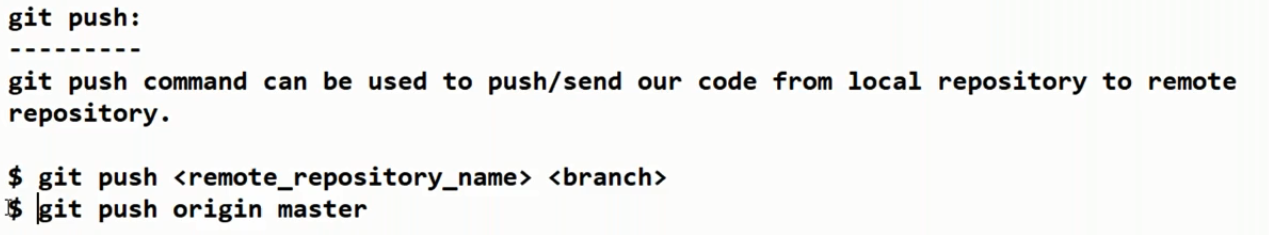 git push:
---------
git push command can be used to push/send our code from local repository to remote
repository.
$ git push <remote_repository_name> <branch>
$ git push origin master